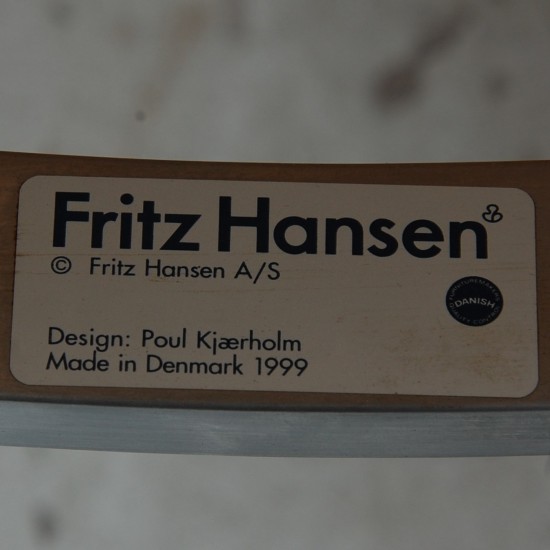 Fritz Hansen
© Fritz Hansen A/S
DANISH
Design: Poul Kjærholm
Made in Denmark 1999